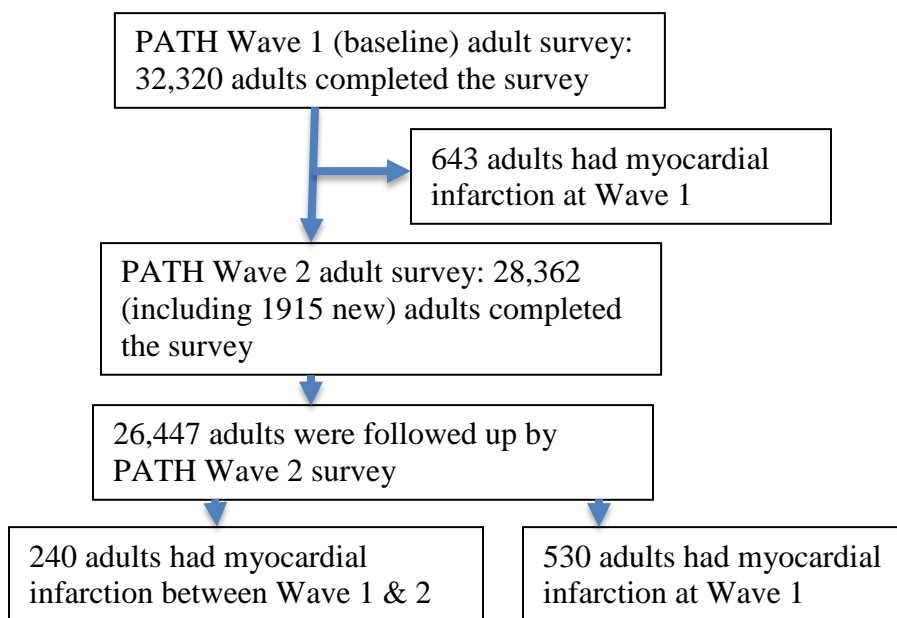 PATH Wave 1 (baseline) adult survey:
32,320 adults completed the survey
643 adults had myocardial
infarction at Wave 1
PATH Wave 2 adult survey: 28,362
(including 1915 new) adults completed
the survey
26,447 adults were followed up by
PATH Wave 2 survey
240 adults had myocardial
infarction between Wave 1 & 2
530 adults had myocardial
infarction at Wave 1